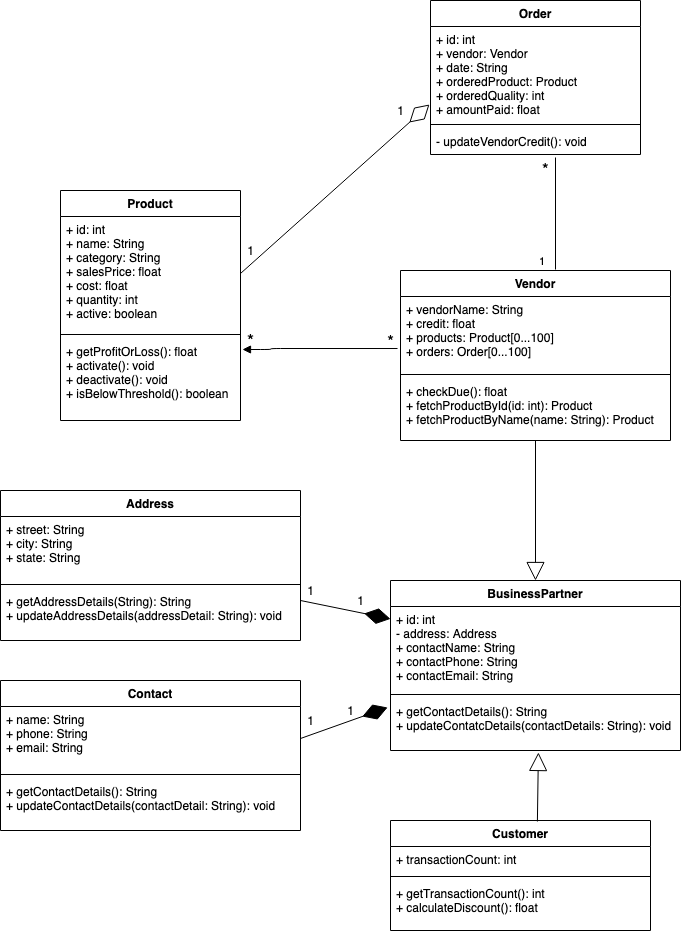 Order
+ id: int
+ vendor: Vendor
+ date: String
+ orderedProduct: Product
+ orderedQuality: int
+ amountPaid: float
- updateVendorCredit(): void
1
*
Product
+ id: int
+ name: String
+ category: String
+ salesPrice: float
+ cost: float
+ quantity: int
+ active: boolean
+ getProfitOrLoss(): float
+ activate(): void
+ deactivate(): void
+ isBelowThreshold(): boolean
1
1
*
*
Vendor
+ vendorName: String
+ credit: float
+ products: Product[0...100]
+ orders: Order[0...100]
+ checkDue(): float
+ fetchProductById(id: int): Product
+ fetchProductByName(name: String): Product
Address
+ street: String
+ city: String
+ state: String
+ getAddressDetails(String): String
+ updateAddressDetails(addressDetail: String): void
1
1
BusinessPartner
+ id: int
- address: Address
+ contactName: String
+ contactPhone: String
+ contactEmail: String
+ getContactDetails(): String
+ updateContatcDetails(contactDetails: String): void
Contact
+ name: String
+ phone: String
+ email: String
+ getContactDetails(): String
+ updateContactDetails(contactDetail: String): void
1
1
Customer
+ transactionCount: int
+ getTransactionCount(): int
+ calculateDiscount(): float